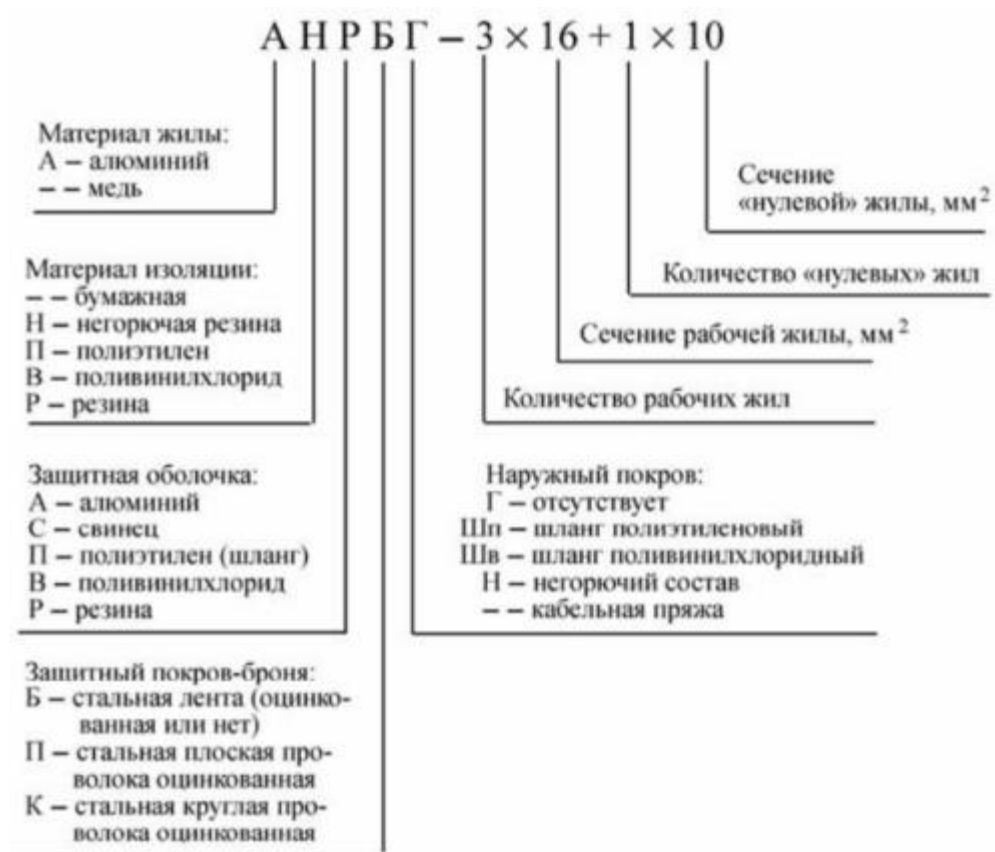 А Н Р Б Г – 3 × 16 + 1 × 10
Материал жилы:
А – алюминий
– – медь
Материал изоляции:
– – бумажная
Н – негорючая резина
П – полиэтилен
В – поливинилхлорид
Р – резина
Защитная оболочка:
А – алюминий
С – свинец
П – полиэтилен (шланг)
В – поливинилхлорид
Р – резина
Защитный покров-броня:
Б – стальная лента (оцинко-
ванная или нет)
П – стальная плоская про-
волока оцинкованная
К – стальная круглая про-
волока оцинкованная
Сечение
«нулевой» жилы, мм²
Количество «нулевых» жил
Сечение рабочей жилы, мм²
Количество рабочих жил
Наружный покров:
Г – отсутствует
Шп – шланг полиэтиленовый
Шв – шланг поливинилхлоридный
Н – негорючий состав
– – кабельная пряжа